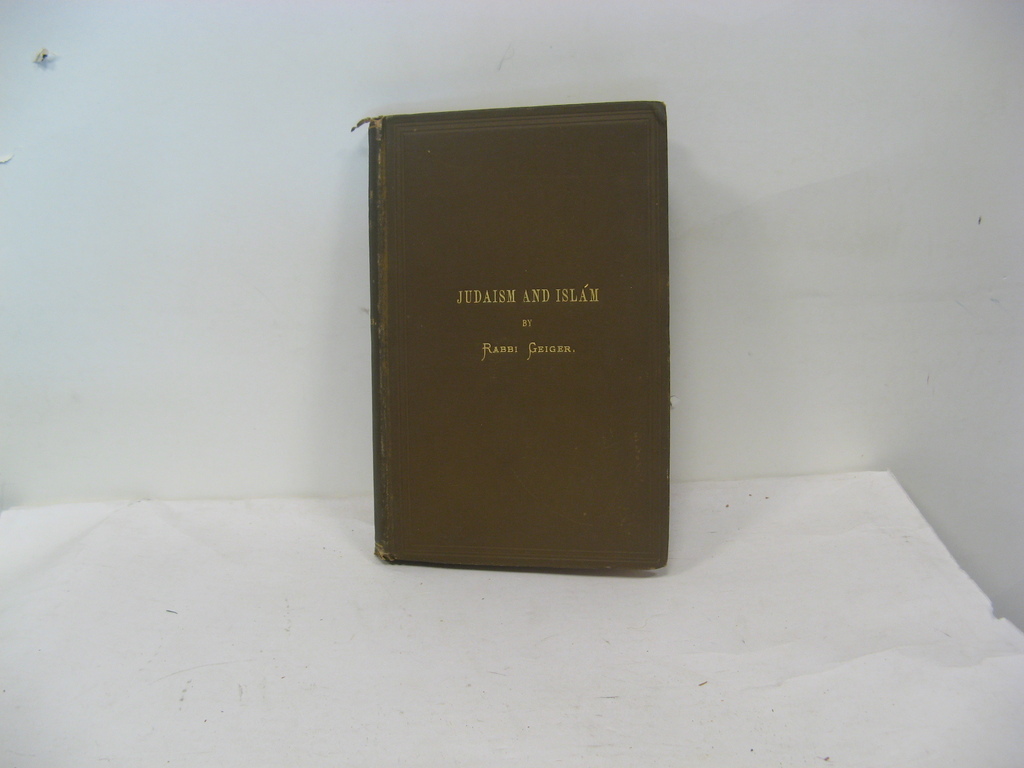 JUDAISM AND ISLÁM
BY
RABBI GEIGER.